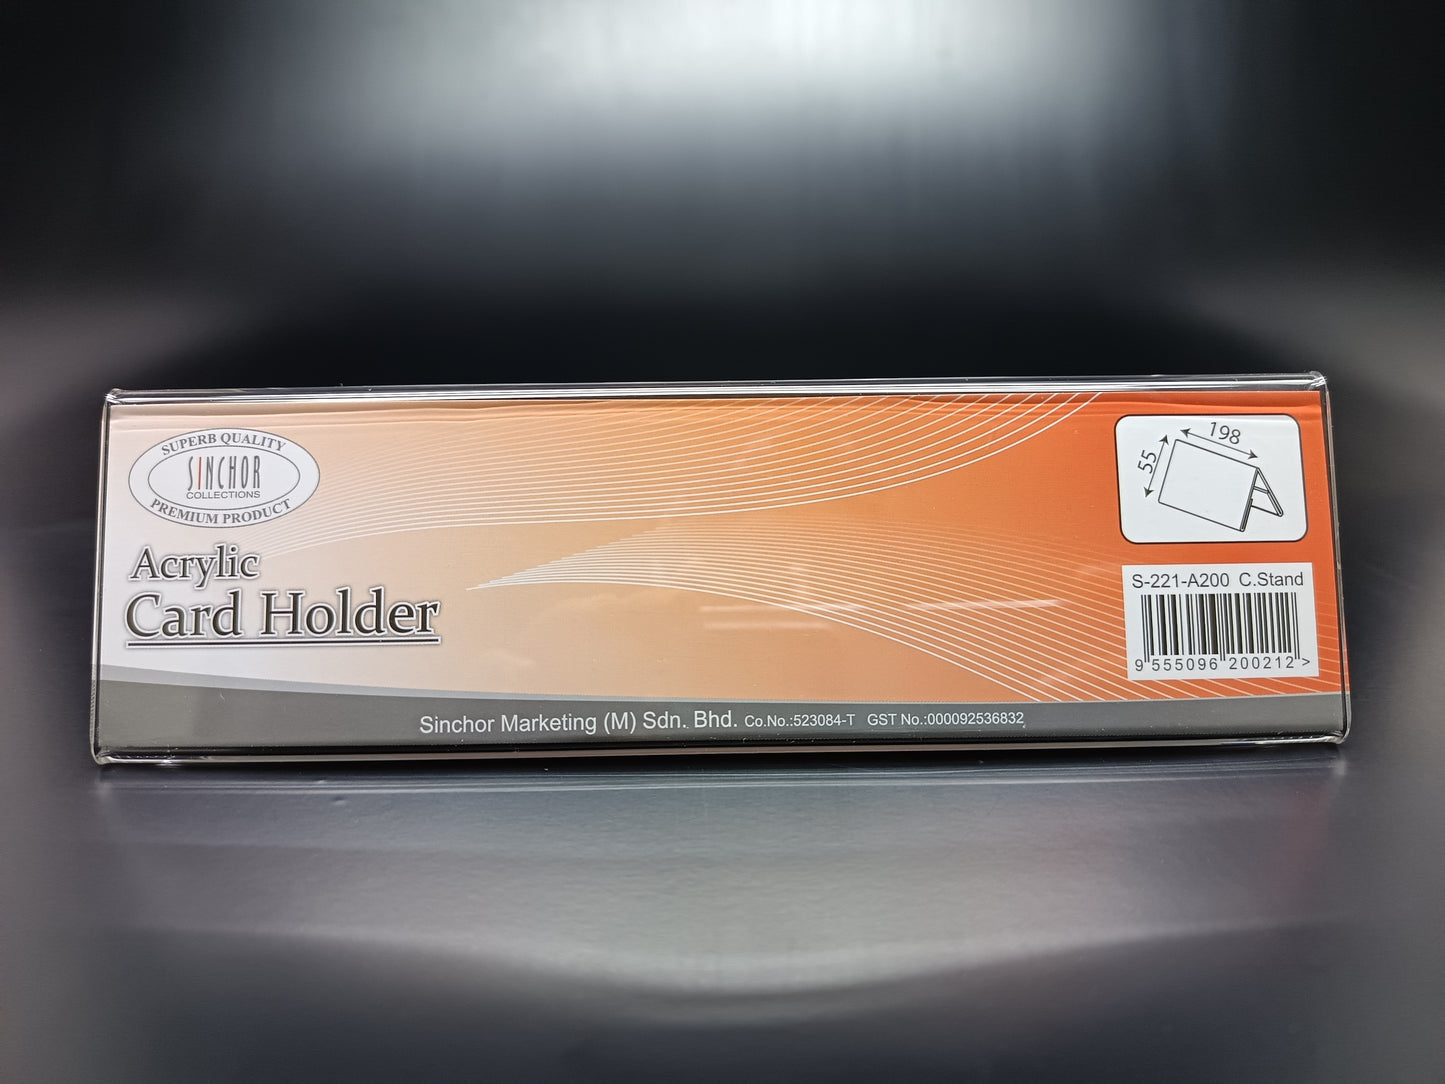 SUPERB QUALITY
SINCHOR
COLLECTIONS
PREMIUM PRODUCT
Acrylic
Card Holder
198
55
S-221-A200 C.Stand
9 555096 200212 >
Sinchor Marketing (M) Sdn. Bhd. Co.No.:523084-T GST No.:000092536832